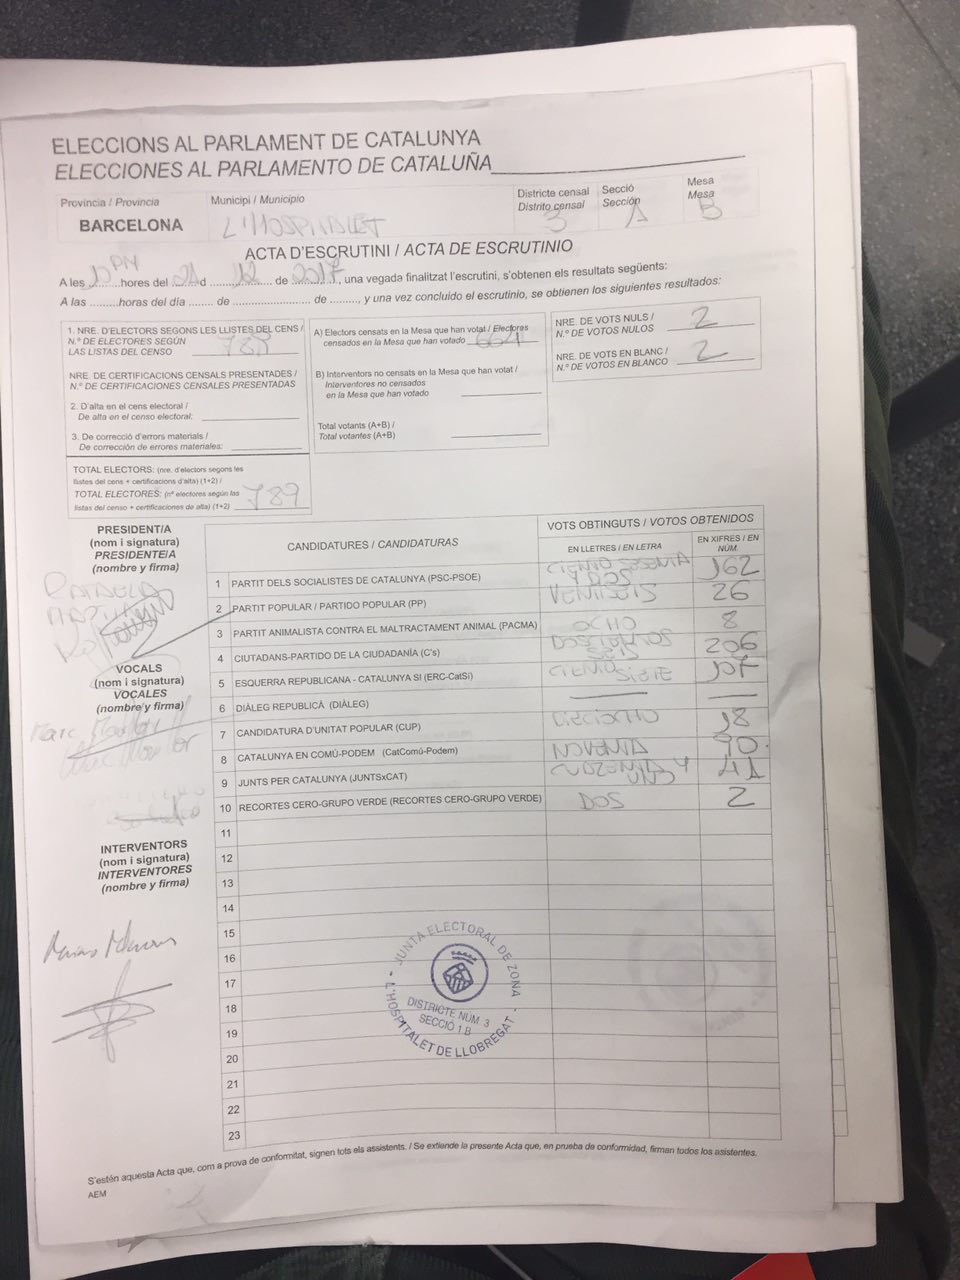 ELECCIONS AL PARLAMENT DE CATALUNYA
ELECCIONES AL PARLAMENTO DE CATALUÑA
Província / Provincia
BARCELONA
Municipi / Municipio
L'HOSPITALET
Districte censal
Distrito censal
3
Secció
Sección
1
Mesa
Mesa
B
ACTA D'ESCRUTINI / ACTA DE ESCRUTINIO
A les 10 PM hores del 21 d 12 de 2017, una vegada finalitzat l'escrutini, s'obtenen els resultats següents:
A las .........horas del día ....... de ....................... de ........., y una vez concluido el escrutinio, se obtienen los siguientes resultados:
1. NRE. D'ELECTORS SEGONS LES LLISTES DEL CENS /
N.º DE ELECTORES SEGÚN
LAS LISTAS DEL CENSO
NRE. DE CERTIFICACIONS CENSALS PRESENTADES /
N.º DE CERTIFICACIONES CENSALES PRESENTADAS
2. D'alta en el cens electoral /
De alta en el censo electoral:
3. De correcció d'errors materials /
De corrección de errores materiales:
TOTAL ELECTORS: (nre. d'electors segons les
llistes del cens + certificacions d'alta) (1+2) /
TOTAL ELECTORES: (nº electores según las
listas del censo + certificaciones de alta) (1+2) 789
A) Electors censats en la Mesa que han votat / Electores
censados en la Mesa que han votado 664
B) Interventors no censats en la Mesa que han votat /
Interventores no censados
en la Mesa que han votado
Total votants (A+B) /
Total votantes (A+B)
NRE. DE VOTS NULS /
N.º DE VOTOS NULOS 2
NRE. DE VOTS EN BLANC /
N.º DE VOTOS EN BLANCO 2
PRESIDENT/A
(nom i signatura)
PRESIDENTE/A
(nombre y firma)
VOCALS
(nom i signatura)
VOCALES
(nombre y firma)
Marc
INTERVENTORS
(nom i signatura)
INTERVENTORES
(nombre y firma)
CANDIDATURES / CANDIDATURAS
VOTS OBTINGUTS / VOTOS OBTENIDOS
EN LLETRES / EN LETRA
EN XIFRES / EN NÚM.
1 PARTIT DELS SOCIALISTES DE CATALUNYA (PSC-PSOE) CIENTO SESENTA Y DOS 162
2 PARTIT POPULAR / PARTIDO POPULAR (PP) VENTISEIS 26
3 PARTIT ANIMALISTA CONTRA EL MALTRACTAMENT ANIMAL (PACMA) OCHO 8
4 CIUTADANS-PARTIDO DE LA CIUDADANÍA (C's) DOSCIENTOS SEIS 206
5 ESQUERRA REPUBLICANA - CATALUNYA SI (ERC-CatSí) CIENTO SIETE 107
6 DIÀLEG REPUBLICÀ (DIÀLEG)
7 CANDIDATURA D'UNITAT POPULAR (CUP) DIECIOCHO 18
8 CATALUNYA EN COMÚ-PODEM (CatComú-Podem) NOVENTA 90
9 JUNTS PER CATALUNYA (JUNTSxCAT) CUARENTA Y UNO 41
10 RECORTES CERO-GRUPO VERDE (RECORTES CERO-GRUPO VERDE) DOS 2
11
12
13
14
15
16
17
18
19
20
21
22
23
JUNTA ELECTORAL DE ZONA
DISTRICTE NÚM 3
SECCIÓ 1 B
L'HOSPITALET DE LLOBREGAT
S'estén aquesta Acta que, com a prova de conformitat, signen tots els assistents. / Se extiende la presente Acta que, en prueba de conformidad, firman todos los asistentes.
AEM